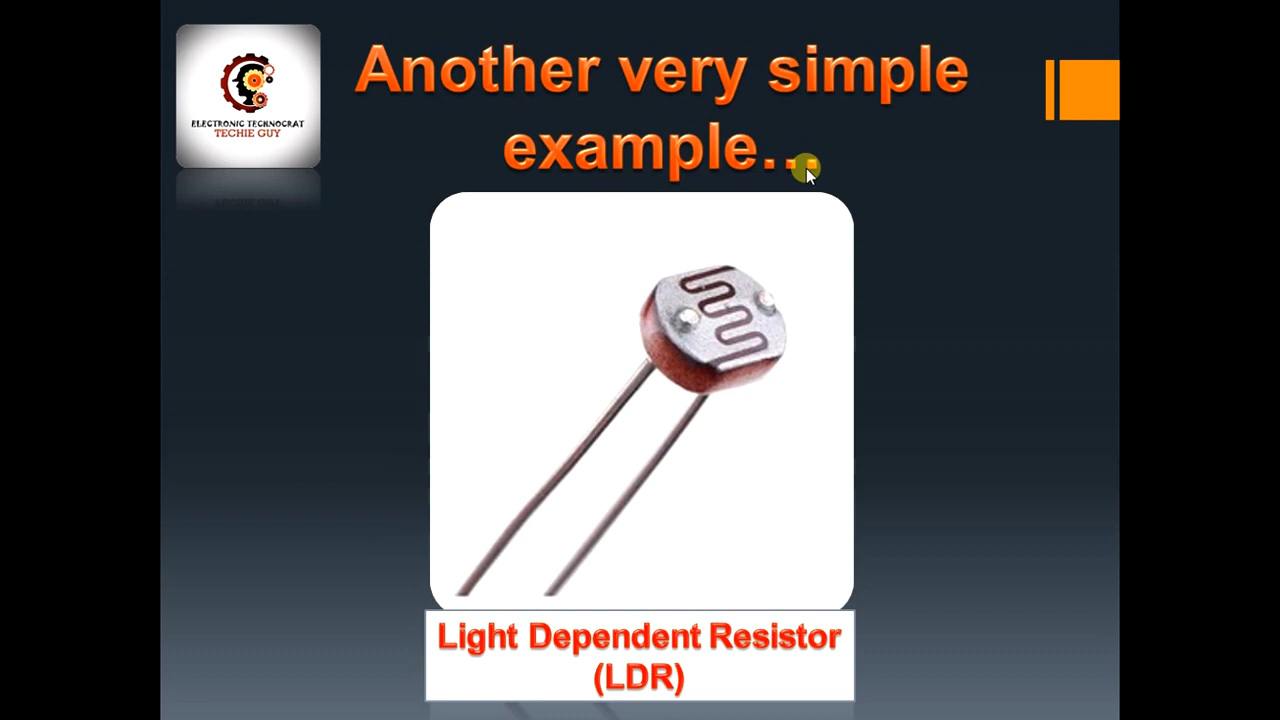 Another very simple
example...
ELECTRONIC TECHNOCRAT
TECHIE GUY
Light Dependent Resistor
(LDR)